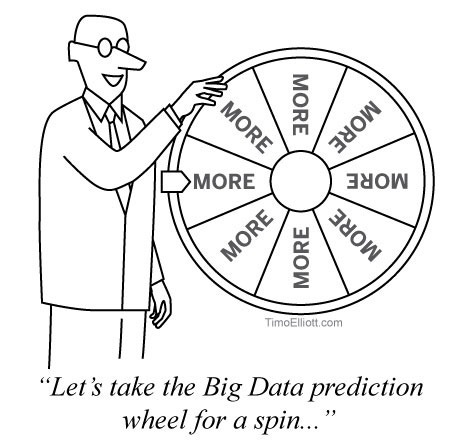 MORE
MORE
MORE
MORE
MORE
MORE
MORE
MORE
TimoElliott.com
“Let’s take the Big Data prediction
wheel for a spin...”